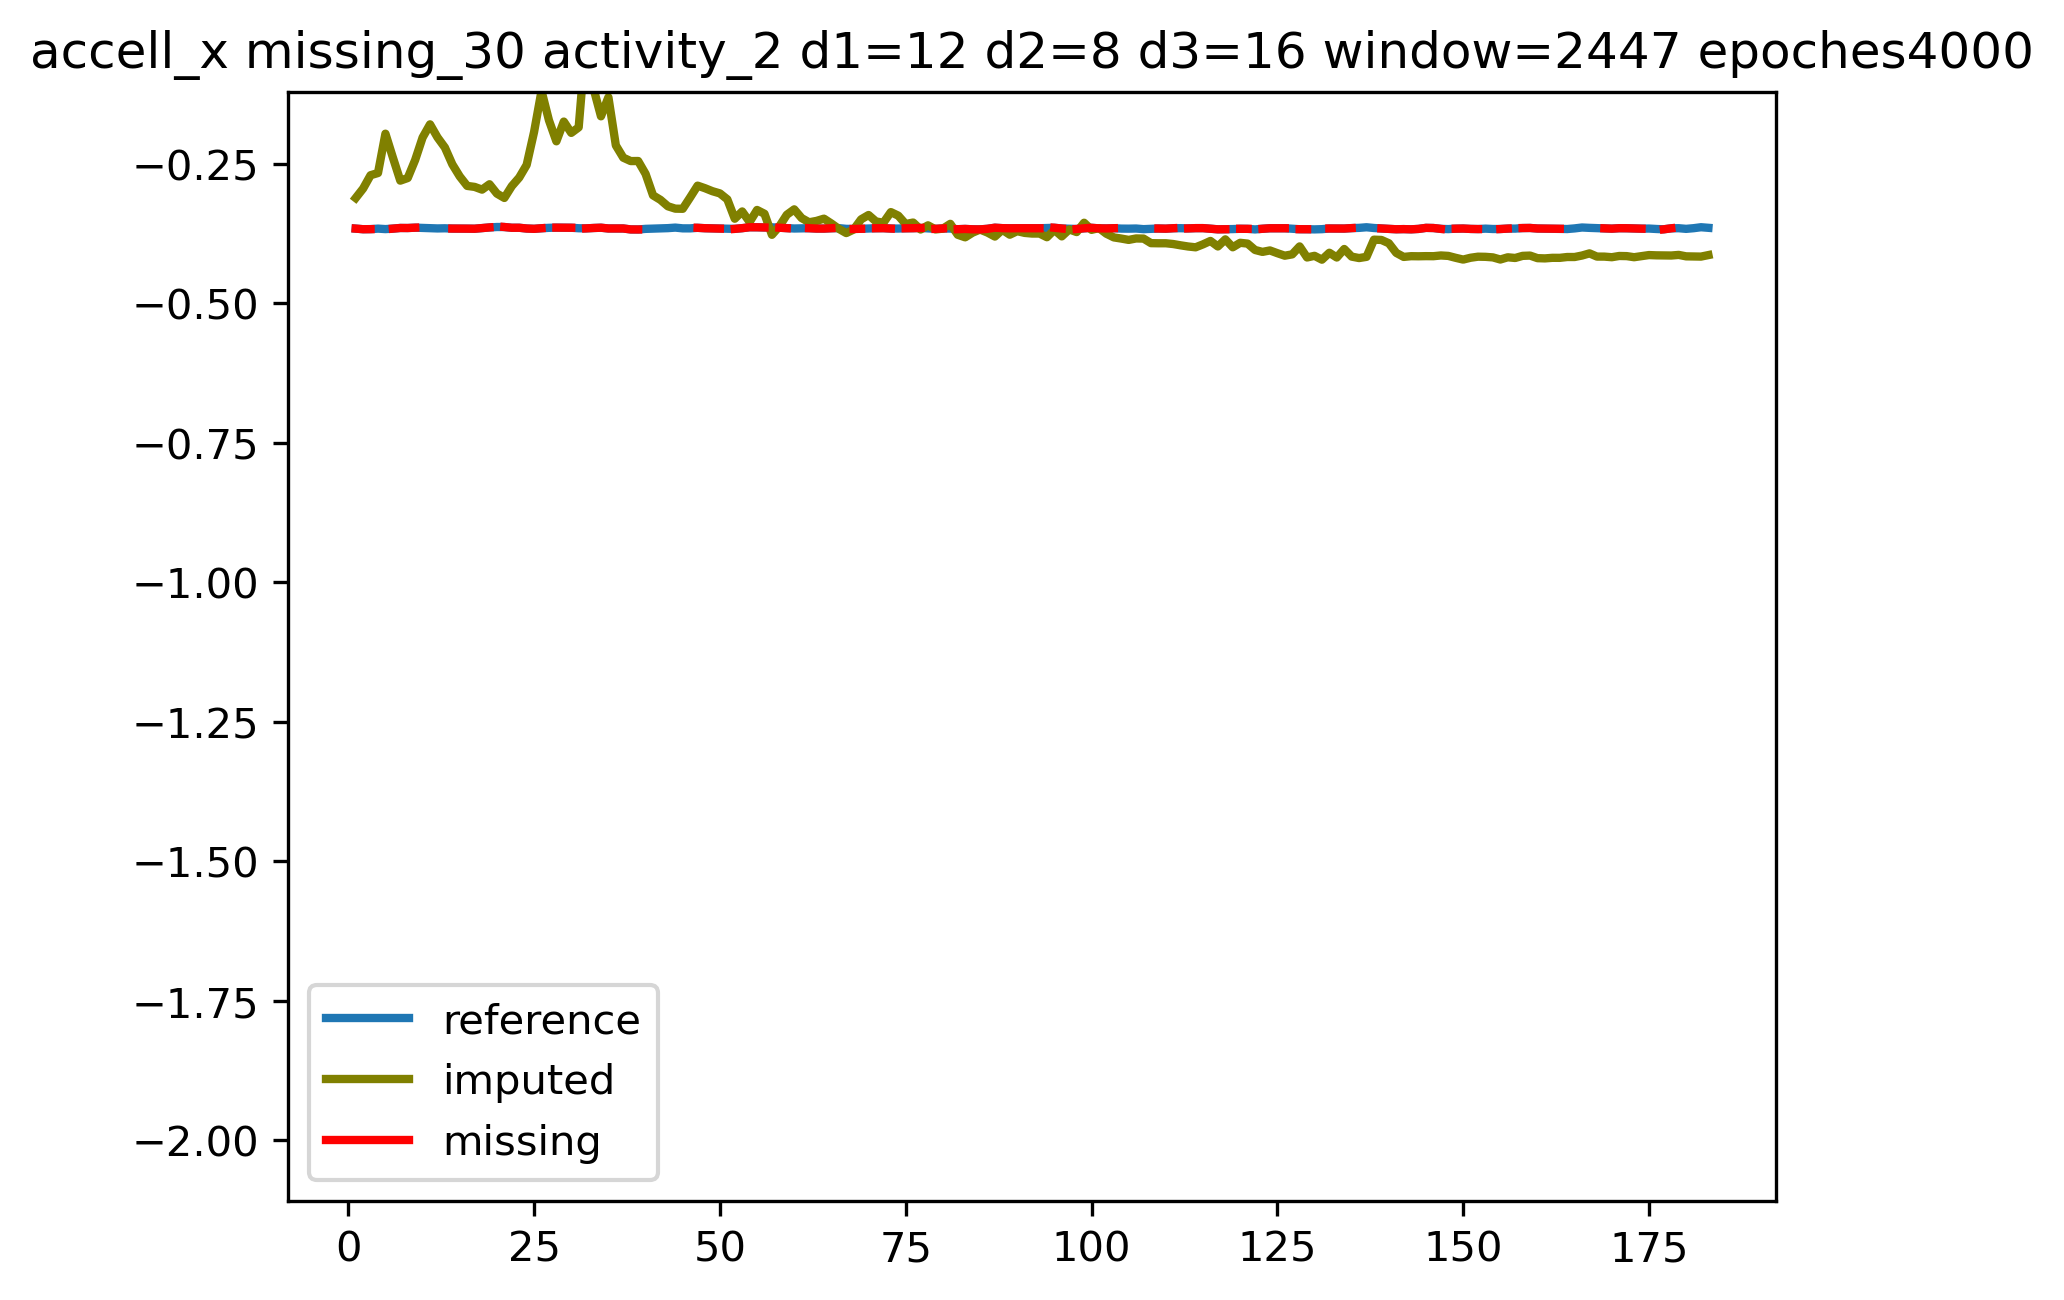 accell_x missing_30 activity_2 d1=12 d2=8 d3=16 window=2447 epoches4000
−0.25
−0.50
−0.75
−1.00
−1.25
−1.50
−1.75
−2.00
reference
imputed
missing
0 25 50 75 100 125 150 175